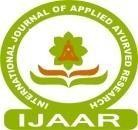 INTERNATIONAL JOURNAL OF APPLIED AYURVED RESEARCH
IJAAR